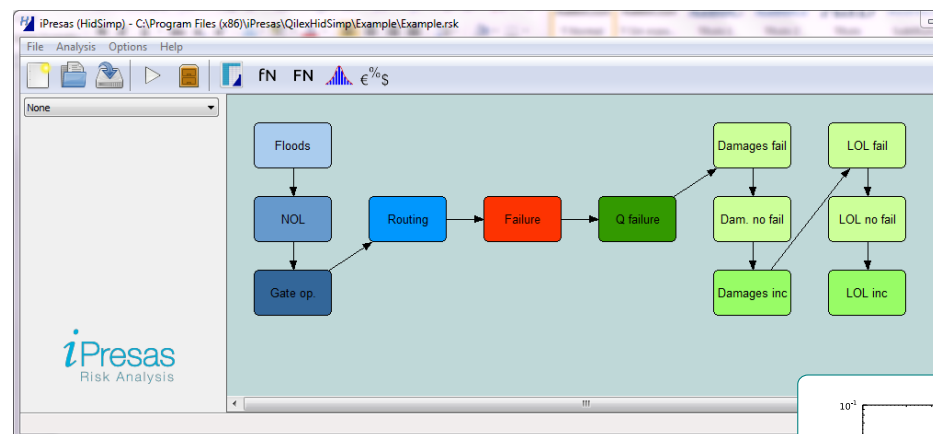 iPresas (HidSimp) - C:\Program Files (x86)\iPresas\QilexHidSimp\Example\Example.rsk
File Analysis Options Help
fN FN €%$
None
Floods
NOL
Gate op.
Routing
Failure
Q failure
Damages fail
Dam. no fail
Damages inc
LOL fail
LOL no fail
LOL inc
iPresas
Risk Analysis
10-1